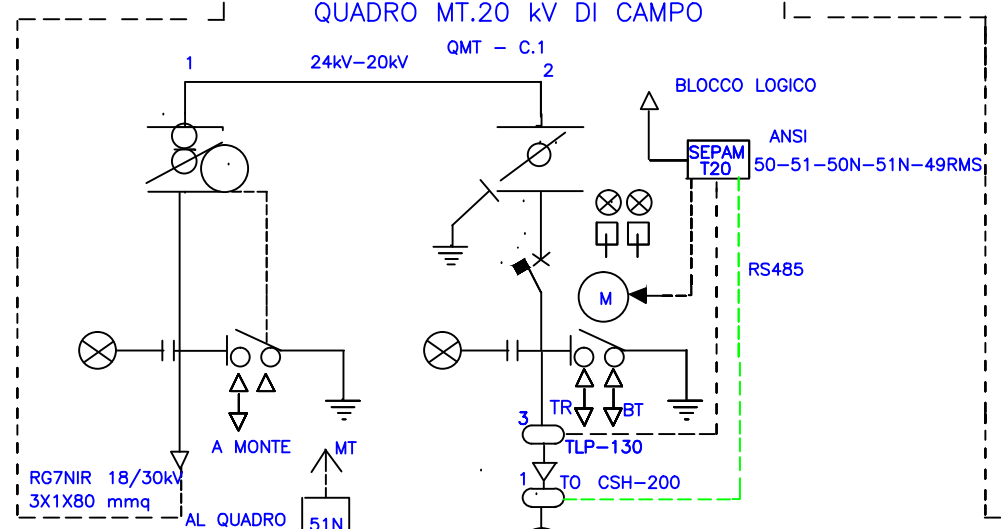 QUADRO MT.20 kV DI CAMPO
QMT - C.1
1
24kV-20kV
2
BLOCCO LOGICO
ANSI
SEPAM
T20
50-51-50N-51N-49RMS
RS485
M
TR
BT
3
A MONTE
MT
TLP-130
RG7NIR 18/30kV
3X1X80 mmq
1
TO CSH-200
AL QUADRO
51N